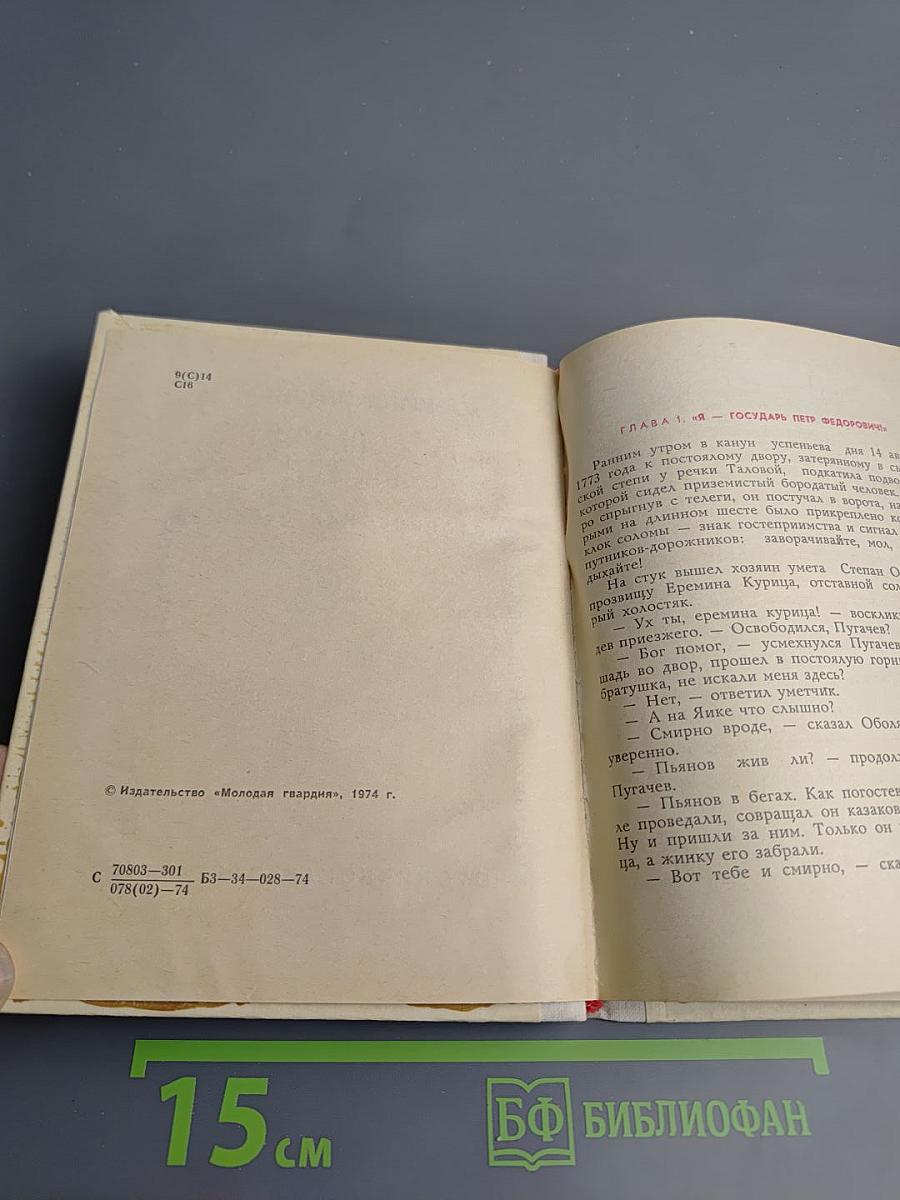 9(С)14
С16
© Издательство «Молодая гвардия», 1974 г.
С 70803—301 Б3—34—028—74
078(02)—74
ГЛАВА 1. «Я — ГОСУДАРЬ ПЕТР ФЕДОРОВИЧ!»
Ранним утром в канун успеньева дня 14 ав
1773 года к постоялому двору, затерянному в сы
ской степи у речки Таловой, подкатила подво
которой сидел приземистый бородатый человек.
ро спрыгнув с телеги, он постучал в ворота, на
рыми на длинном шесте было прикреплено ко
клок соломы — знак гостеприимства и сигнал
путников-дорожников: заворачивайте, мол,
дыхайте!
На стук вышел хозяин умета Степан О
прозвищу Еремина Курица, отставной сол
рый холостяк.
— Ух ты, еремина курица! — восклик
дев приезжего. — Освободился, Пугачев?
— Бог помог, — усмехнулся Пугачев
шадь во двор, прошел в постоялую горн
братушка, не искали меня здесь?
— Нет, — ответил уметчик.
— А на Яике что слышно?
— Смирно вроде, — сказал Оболя
уверенно.
— Пьянов жив ли? — продол
Пугачев.
— Пьянов в бегах. Как погостев
ле проведали, совращал он казаков
Ну и пришли за ним. Только он
ца, а жинку его забрали.
— Вот тебе и смирно, — ска
15 см
БФ БИБЛИОФАН